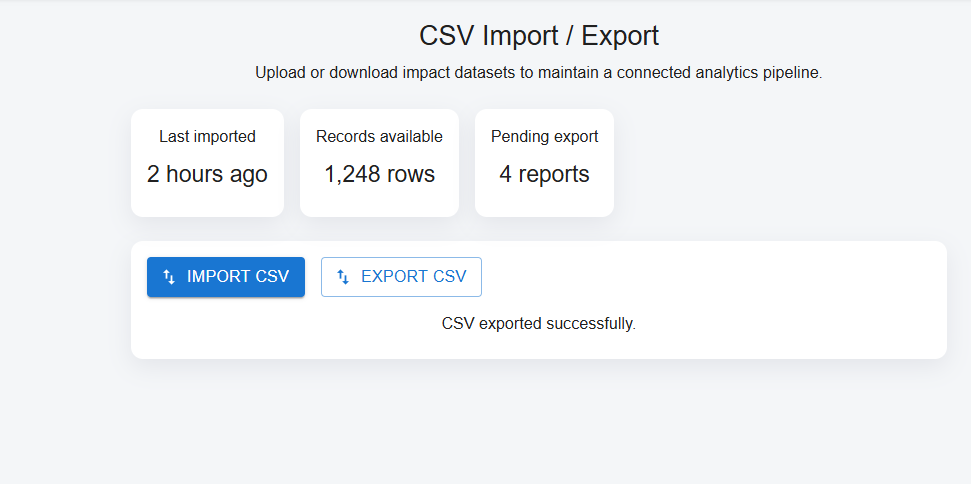 CSV Import / Export
Upload or download impact datasets to maintain a connected analytics pipeline.
Last imported
2 hours ago
Records available
1,248 rows
Pending export
4 reports
IMPORT CSV
EXPORT CSV
CSV exported successfully.